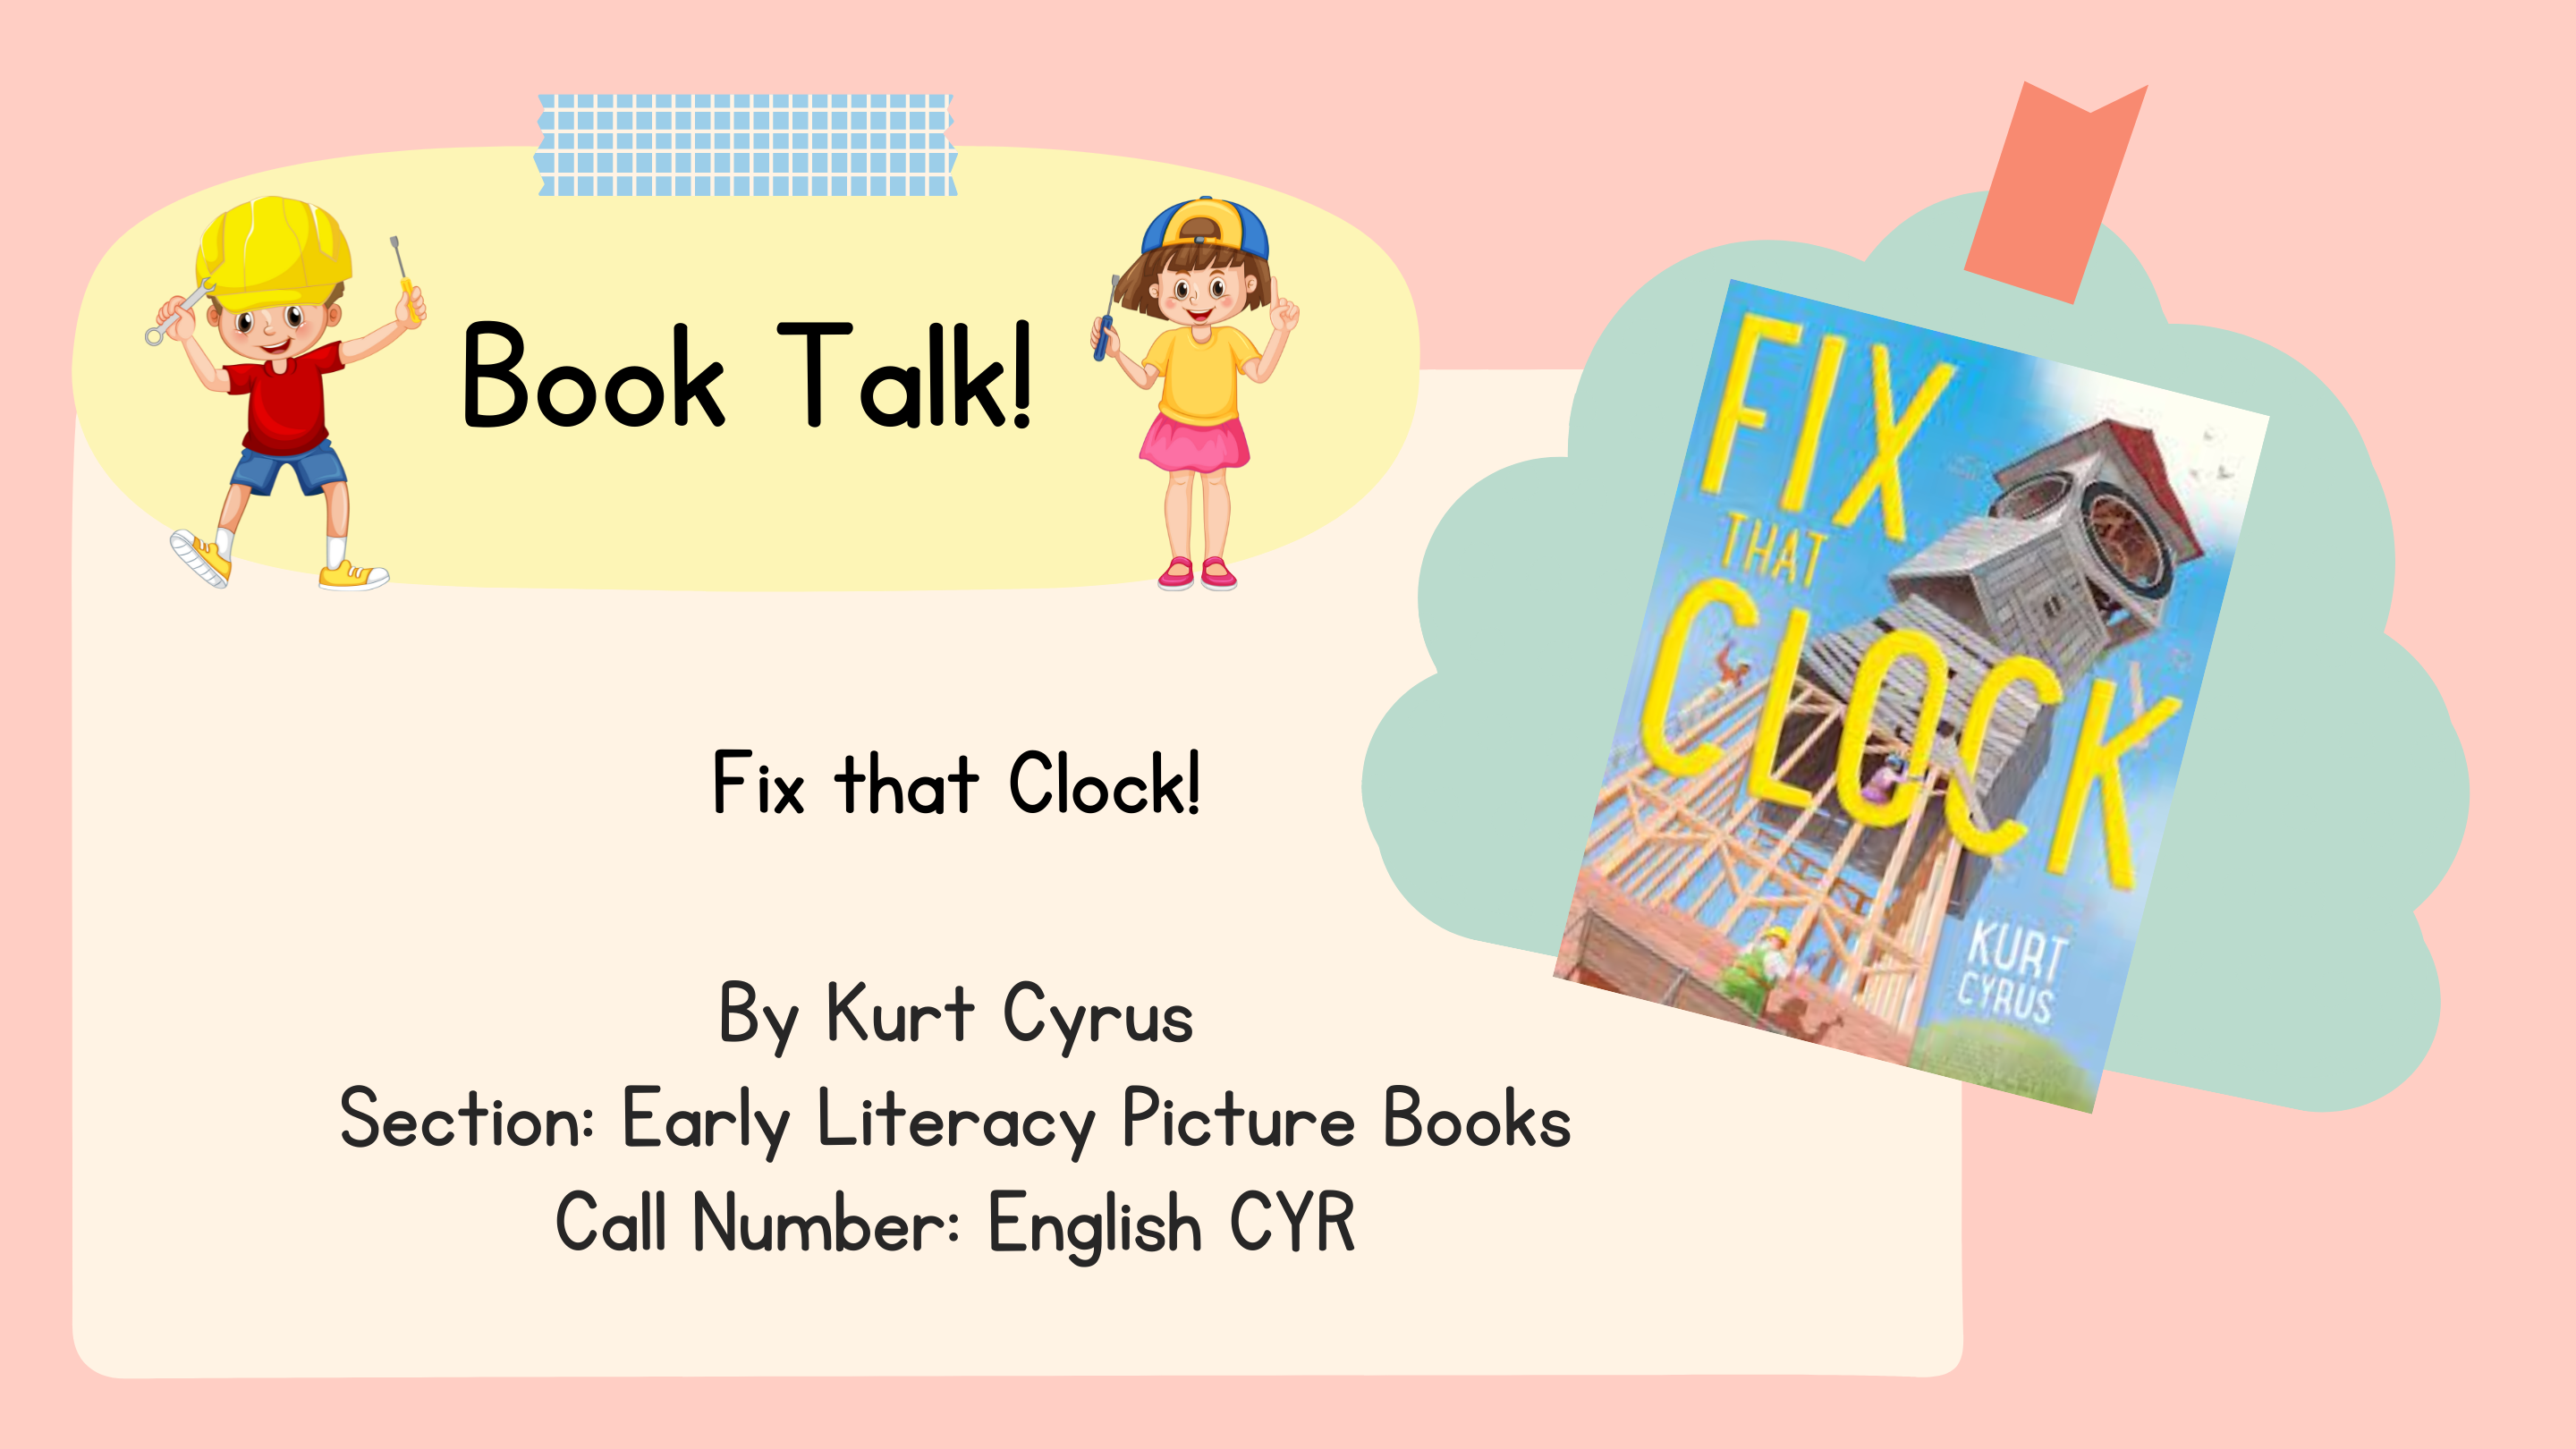 Book Talk!
Fix that Clock!
By Kurt Cyrus
Section: Early Literacy Picture Books
Call Number: English CYR
FIX
THAT
CLOCK
KURT
CYRUS